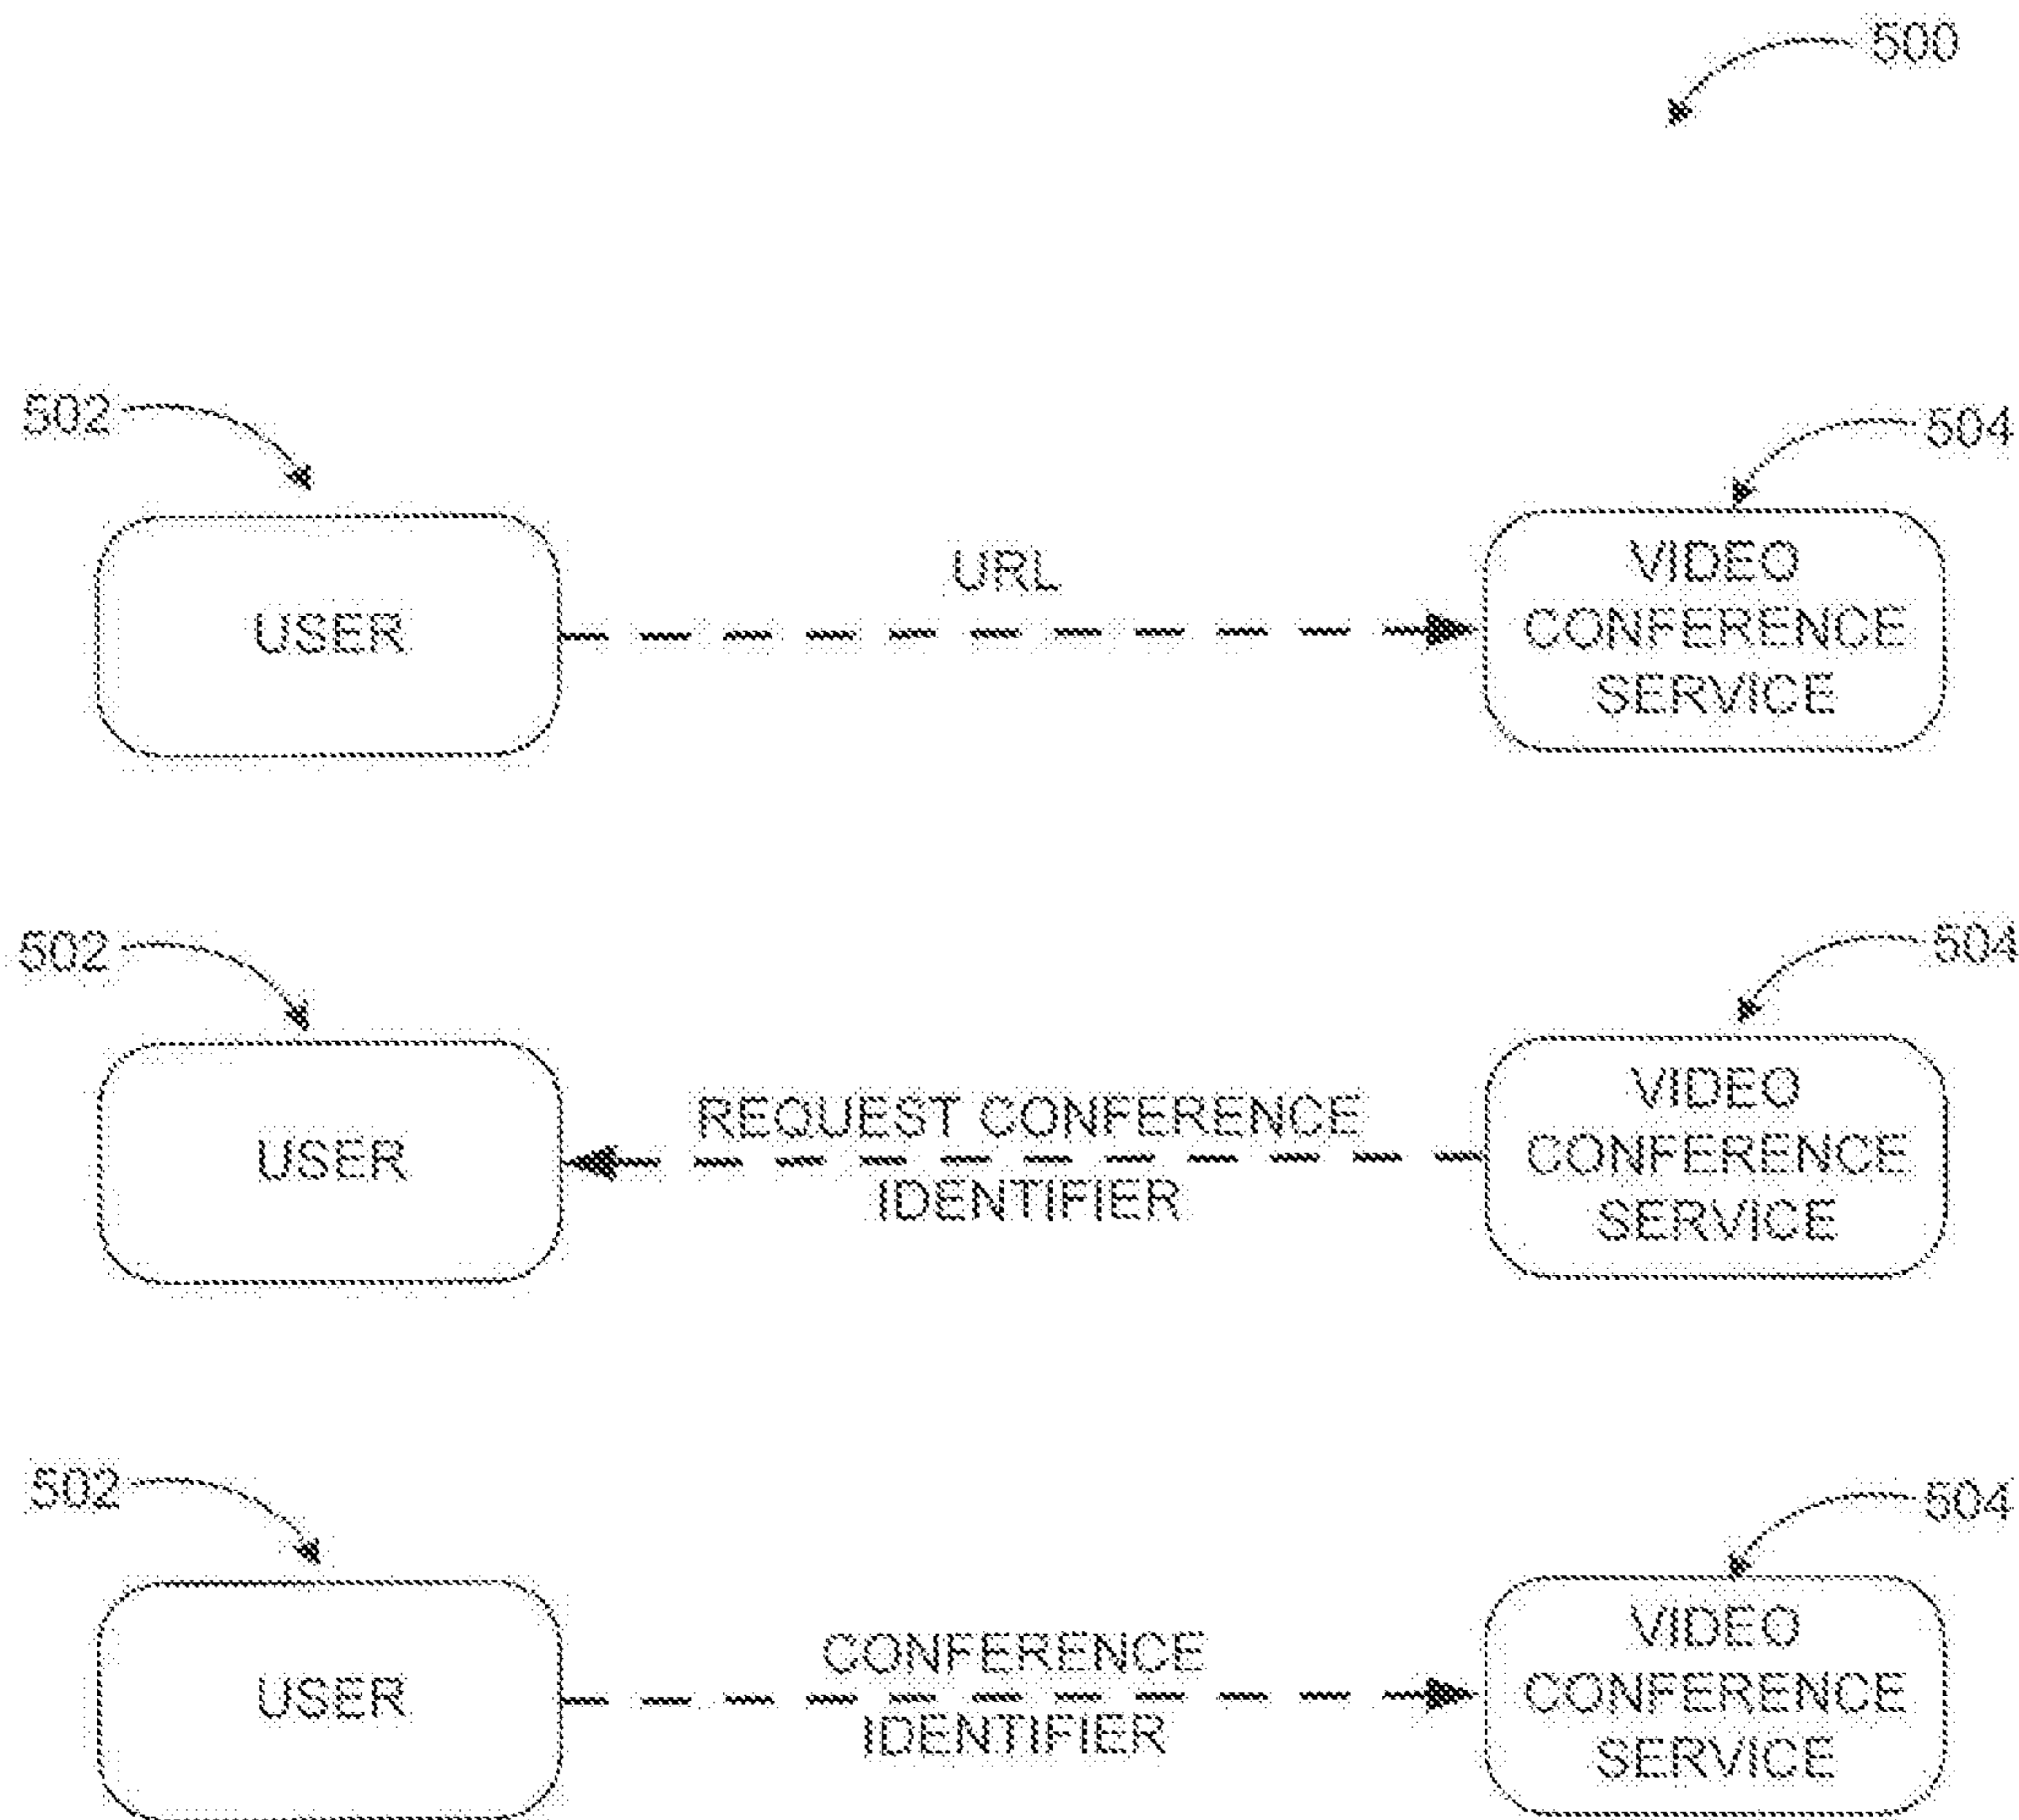 500
502
504
URL
USER
VIDEO
CONFERENCE
SERVICE
502
504
REQUEST CONFERENCE
IDENTIFIER
USER
VIDEO
CONFERENCE
SERVICE
502
504
CONFERENCE
IDENTIFIER
USER
VIDEO
CONFERENCE
SERVICE